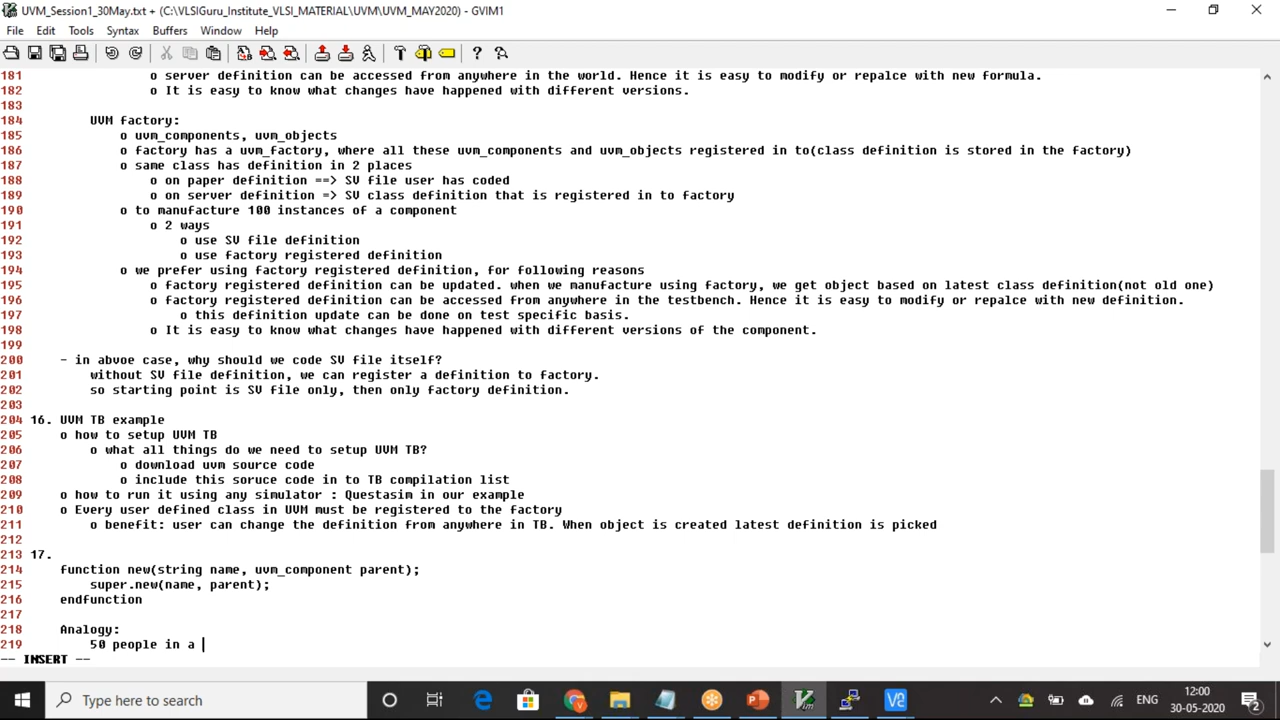 UVM_Session1_30May.txt + (C:\VLSIGuru_Institute_VLSI_MATERIAL\UVM\UVM_MAY2020) - GVIM1
File Edit Tools Syntax Buffers Window Help
181 o server definition can be accessed from anywhere in the world. Hence it is easy to modify or repalce with new formula.
182 o It is easy to know what changes have happened with different versions.
183
184 UVM factory:
185 o uvm_components, uvm_objects
186 o factory has a uvm_factory, where all these uvm_components and uvm_objects registered in to(class definition is stored in the factory)
187 o same class has definition in 2 places
188 o on paper definition ==> SV file user has coded
189 o on server definition => SV class definition that is registered in to factory
190 o to manufacture 100 instances of a component
191 o 2 ways
192 o use SV file definition
193 o use factory registered definition
194 o we prefer using factory registered definition, for following reasons
195 o factory registered definition can be updated. when we manufacture using factory, we get object based on latest class definition(not old one)
196 o factory registered definition can be accessed from anywhere in the testbench. Hence it is easy to modify or repalce with new definition.
197 o this definition update can be done on test specific basis.
198 o It is easy to know what changes have happened with different versions of the component.
199
200 - in abvoe case, why should we code SV file itself?
201 without SV file definition, we can register a definition to factory.
202 so starting point is SV file only, then only factory definition.
203
204 16. UVM TB example
205 o how to setup UVM TB
206 o what all things do we need to setup UVM TB?
207 o download uvm source code
208 o include this soruce code in to TB compilation list
209 o how to run it using any simulator : Questasim in our example
210 o Every user defined class in UVM must be registered to the factory
211 o benefit: user can change the definition from anywhere in TB. When object is created latest definition is picked
212
213 17.
214 function new(string name, uvm_component parent);
215 super.new(name, parent);
216 endfunction
217
218 Analogy:
219 50 people in a
-- INSERT --
Type here to search
ENG
12:00
30-05-2020
2